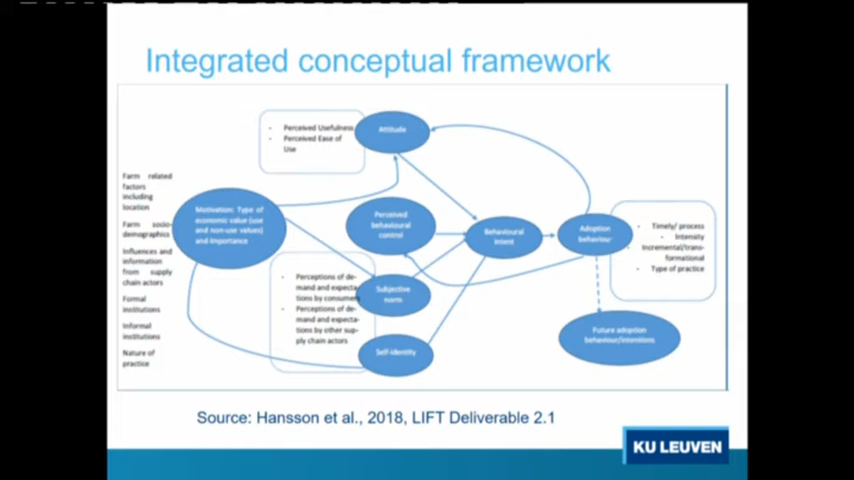 Integrated conceptual framework
- Perceived Usefulness
- Perceived Ease of
Use
Attitude
Farm related
factors
including
location
Farm socio-
demographics
Influences and
information
from supply
chain actors
Formal
institutions
Informal
institutions
Nature of
practice
Motivation: Type of
economic value (use
and non-use values)
and importance
Perceived
behavioural
control
- Perceptions of de-
mand and expecta-
tions by consumers
- Perceptions of de-
mand and expecta-
tions by other sup-
ply chain actors
Subjective
norm
Self-identity
Behavioural
intent
Adoption
behaviour
- Timely/ process
- Intensity
- Incremental/trans-
formational
- Type of practice
Future adoption
behaviour/intentions
Source: Hansson et al., 2018, LIFT Deliverable 2.1
KU LEUVEN